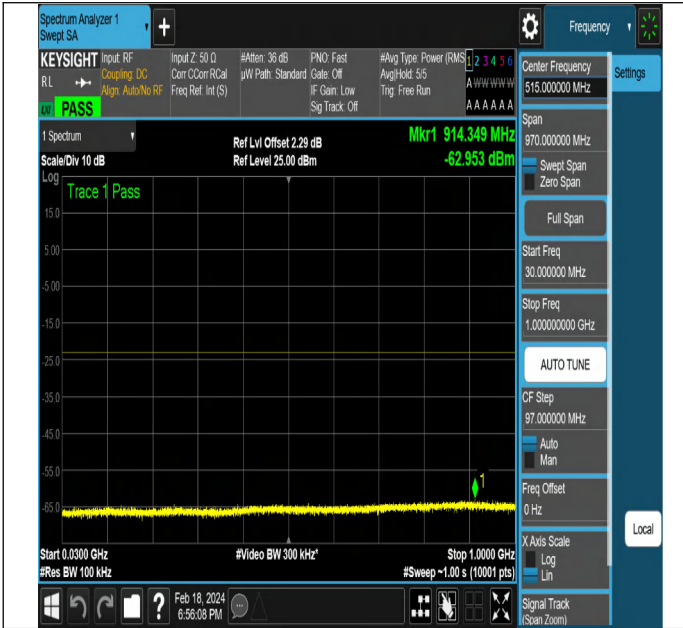 Spectrum Analyzer 1
Swept SA
Frequency
KEYSIGHT
RL
LXI
PASS
Input: RF
Coupling: DC
Align: Auto/No RF
Input Z: 50 Ω
Corr CCorr RCal
Freq Ref: Int (S)
#Atten: 36 dB
µW Path: Standard
PNO: Fast
Gate: Off
IF Gain: Low
Sig Track: Off
#Avg Type: Power (RMS
Avg|Hold: 5/5
Trig: Free Run
1 2 3 4 5 6
A W W W W W
A A A A A A
1 Spectrum
Scale/Div 10 dB
Ref Lvl Offset 2.29 dB
Ref Level 25.00 dBm
Mkr1 914.349 MHz
-62.953 dBm
Log
Trace 1 Pass
15.0
5.00
-5.00
-15.0
-25.0
-35.0
-45.0
-55.0
-65.0
1
Start 0.0300 GHz
#Res BW 100 kHz
#Video BW 300 kHz*
Stop 1.0000 GHz
#Sweep ~1.00 s (10001 pts)
Feb 18, 2024
6:56:08 PM
Center Frequency
515.000000 MHz
Span
970.000000 MHz
Swept Span
Zero Span
Full Span
Start Freq
30.000000 MHz
Stop Freq
1.000000000 GHz
AUTO TUNE
CF Step
97.000000 MHz
Auto
Man
Freq Offset
0 Hz
X Axis Scale
Log
Lin
Signal Track
(Span Zoom)
Settings
Local